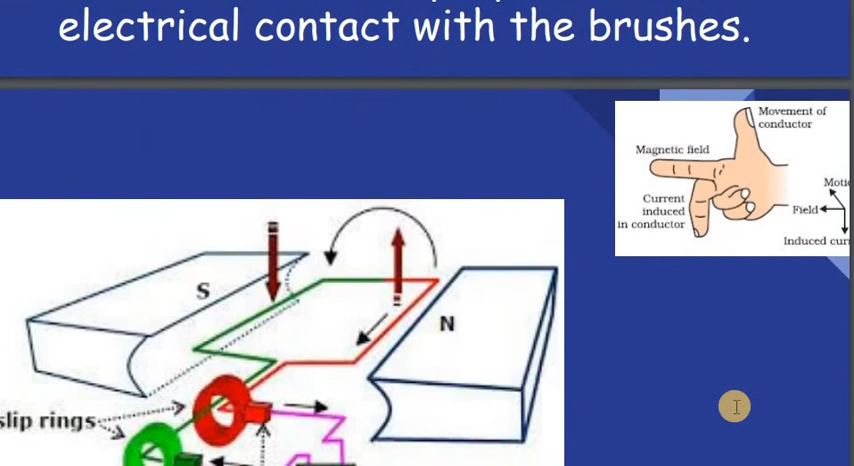 electrical contact with the brushes.
Movement of
conductor
Magnetic field
Current
induced
in conductor
Field
S
N
slip rings